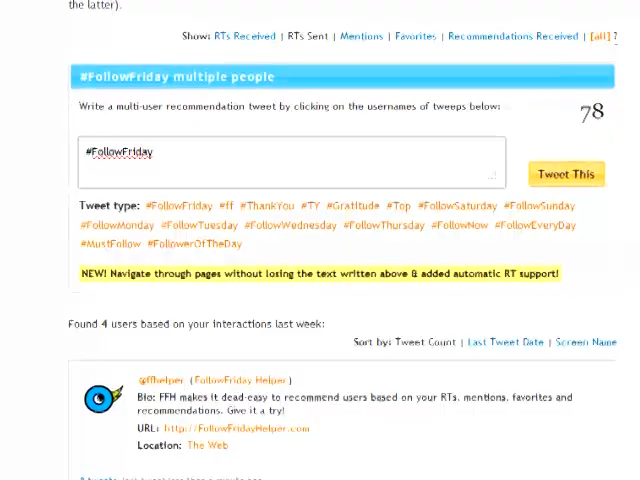 the latter).
Show: RTs Received | RTs Sent | Mentions | Favorites | Recommendations Received | [all] ?
#FollowFriday multiple people
Write a multi-user recommendation tweet by clicking on the usernames of tweeps below:
78
#FollowFriday
Tweet This
Tweet type: #FollowFriday #ff #ThankYou #TY #Gratitude #Top #FollowSaturday #FollowSunday
#FollowMonday #FollowTuesday #FollowWednesday #FollowThursday #FollowNow #FollowEveryDay
#MustFollow #FollowerOfTheDay
NEW! Navigate through pages without losing the text written above & added automatic RT support!
Found 4 users based on your interactions last week:
Sort by: Tweet Count | Last Tweet Date | Screen Name
@ffhelper (FollowFriday Helper)
Bio: FFH makes it dead-easy to recommend users based on your RTs, mentions, favorites and
recommendations. Give it a try!
URL: http://FollowFridayHelper.com
Location: The Web